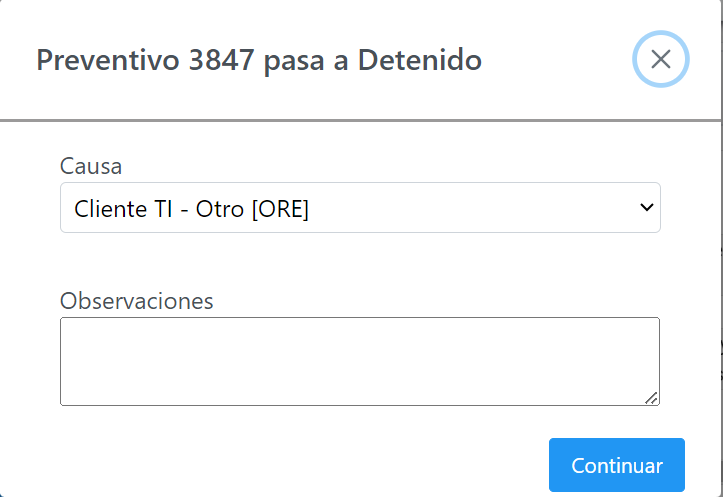 Preventivo 3847 pasa a Detenido
Causa
Cliente TI - Otro [ORE]
Observaciones
Continuar